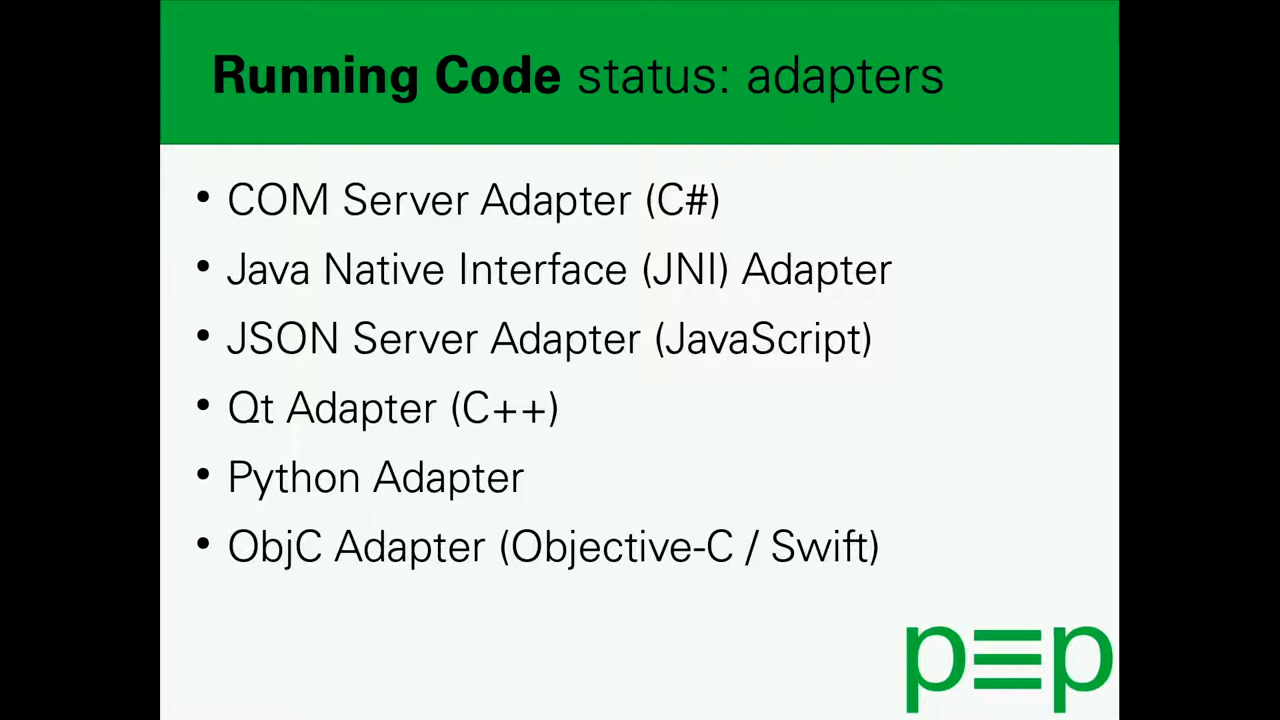 Running Code status: adapters
• COM Server Adapter (C#)
• Java Native Interface (JNI) Adapter
• JSON Server Adapter (JavaScript)
• Qt Adapter (C++)
• Python Adapter
• ObjC Adapter (Objective-C / Swift)
p≡p